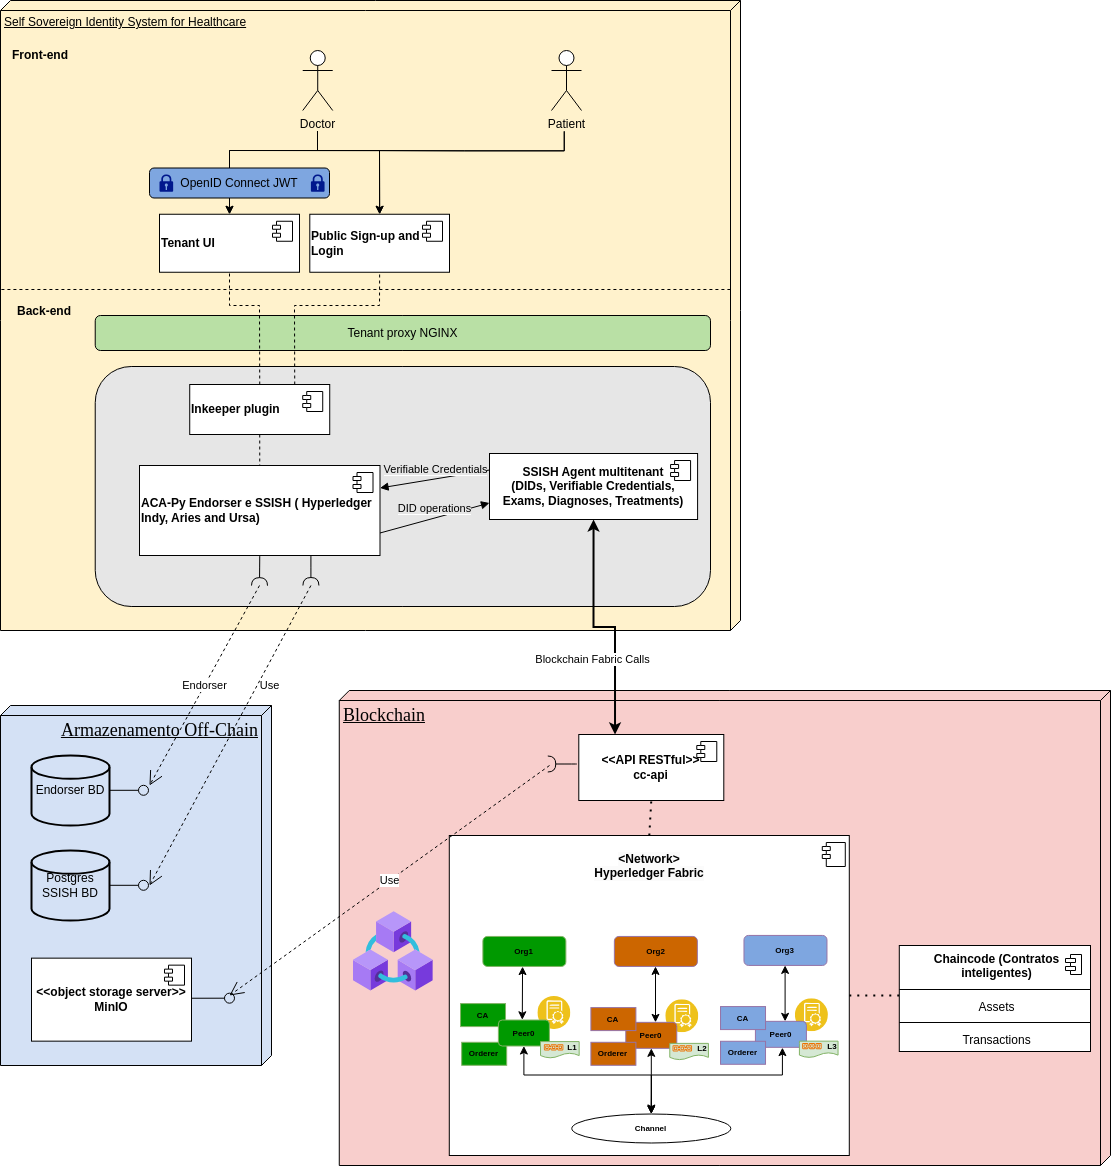 Self Sovereign Identity System for Healthcare
Front-end
Doctor
Patient
OpenID Connect JWT
Tenant UI
Public Sign-up and
Login
Back-end
Tenant proxy NGINX
Inkeeper plugin
Verifiable Credentials
SSISH Agent multitenant
(DIDs, Verifiable Credentials,
Exams, Diagnoses, Treatments)
ACA-Py Endorser e SSISH ( Hyperledger
Indy, Aries and Ursa)
DID operations
Blockchain Fabric Calls
Endorser
Use
Armazenamento Off-Chain
Endorser BD
Postgres
SSISH BD
<<object storage server>>
MinIO
Use
Blockchain
<<API RESTful>>
cc-api
<Network>
Hyperledger Fabric
Org1
Org2
Org3
CA
Peer0
Orderer
L1
CA
Peer0
Orderer
L2
CA
Peer0
Orderer
L3
Channel
Chaincode (Contratos
inteligentes)
Assets
Transactions